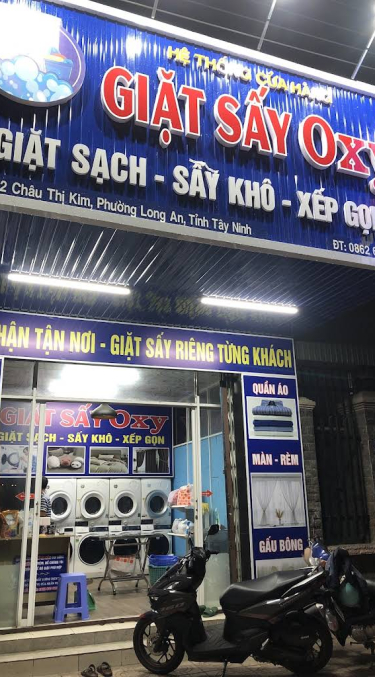 HỆ THỐNG CỬA HÀNG
GIẶT SẤY Oxy
GIẶT SẠCH - SẤY KHÔ - XẾP GỌN
2 Châu Thị Kim, Phường Long An, Tỉnh Tây Ninh
ĐT: 0862 6
HẬN TẬN NƠI - GIẶT SẤY RIÊNG TỪNG KHÁCH
GIẶT SẤY Oxy
GIẶT SẠCH - SẤY KHÔ - XẾP GỌN
QUẦN ÁO
MÀN - RÈM
GẤU BÔNG